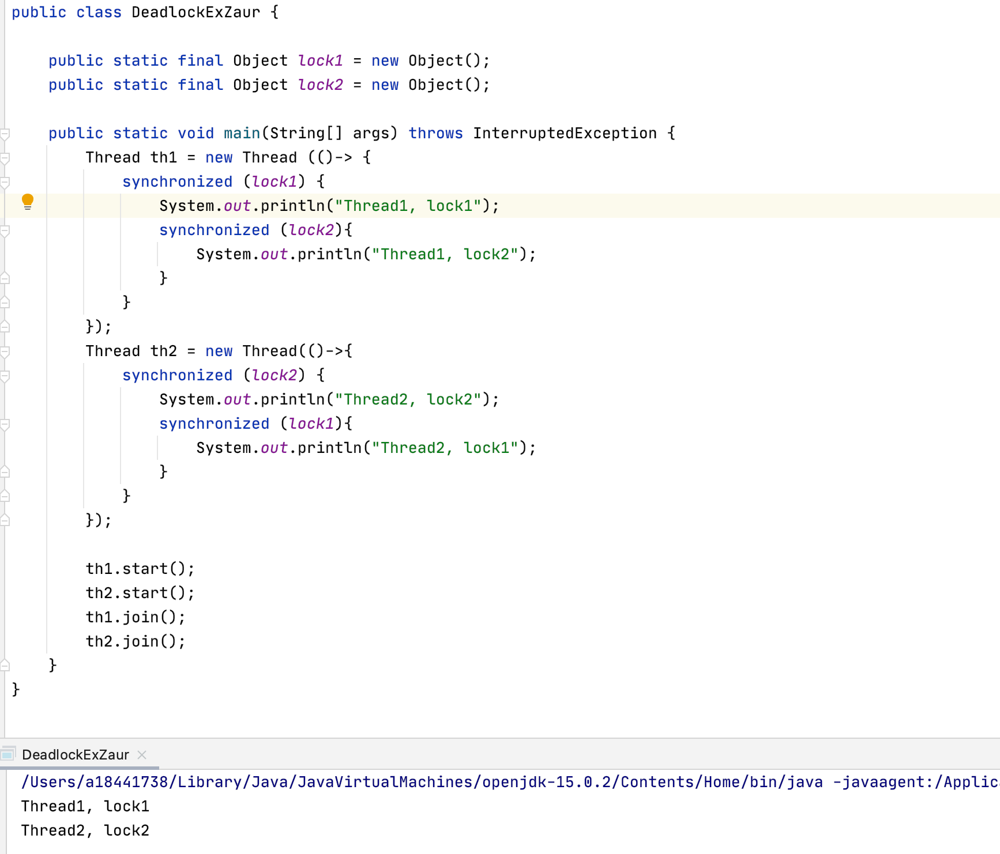 public class DeadlockExZaur {
public static final Object lock1 = new Object();
public static final Object lock2 = new Object();
public static void main(String[] args) throws InterruptedException {
Thread th1 = new Thread (()-> {
synchronized (lock1) {
System.out.println("Thread1, lock1");
synchronized (lock2){
System.out.println("Thread1, lock2");
}
}
});
Thread th2 = new Thread(()->{
synchronized (lock2) {
System.out.println("Thread2, lock2");
synchronized (lock1){
System.out.println("Thread2, lock1");
}
}
});
th1.start();
th2.start();
th1.join();
th2.join();
}
}
DeadlockExZaur
/Users/a18441738/Library/Java/JavaVirtualMachines/openjdk-15.0.2/Contents/Home/bin/java -javaagent:/Applic
Thread1, lock1
Thread2, lock2